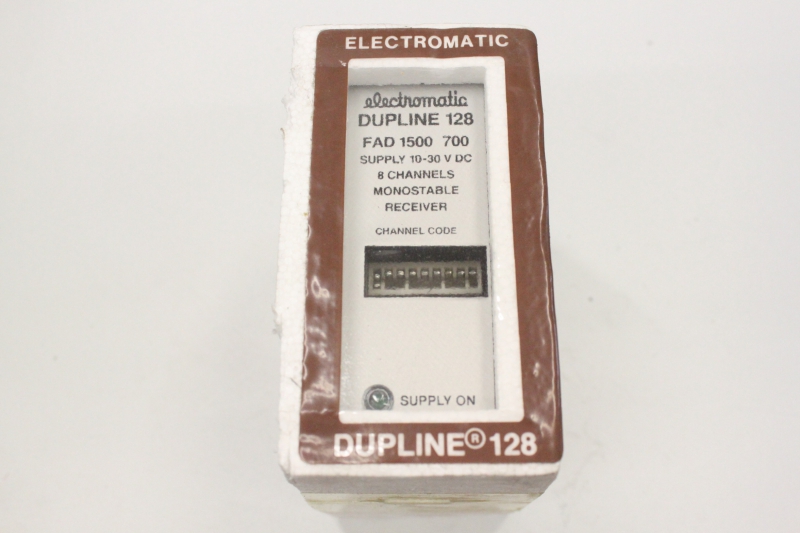 ELECTROMATIC
electromatic
DUPLINE 128
FAD 1500 700
SUPPLY 10-30 V DC
8 CHANNELS
MONOSTABLE
RECEIVER
CHANNEL CODE
SUPPLY ON
DUPLINE® 128